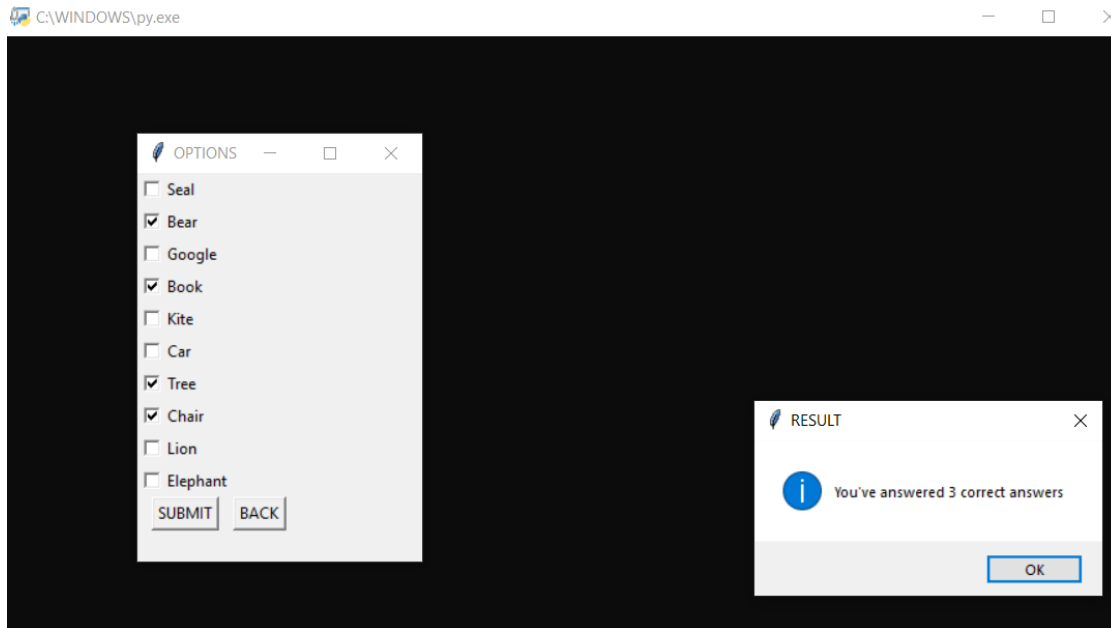 C:\WINDOWS\py.exe
OPTIONS
Seal
Bear
Google
Book
Kite
Car
Tree
Chair
Lion
Elephant
SUBMIT BACK
RESULT
You've answered 3 correct answers
OK